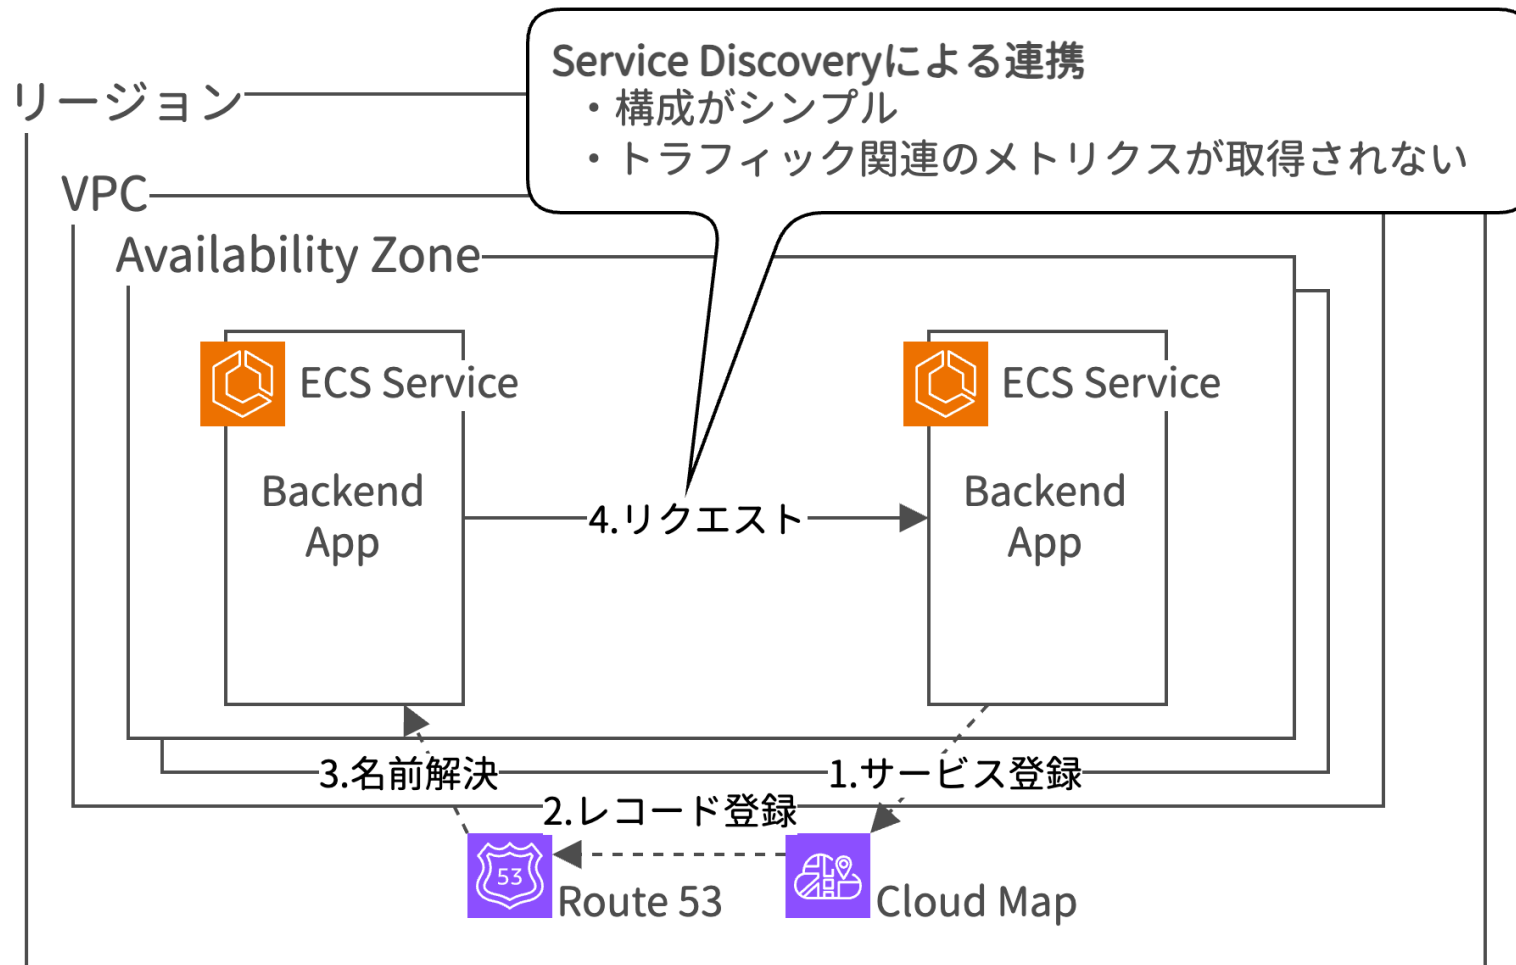 Service Discoveryによる連携
・構成がシンプル
・トラフィック関連のメトリクスが取得されない
リージョン
VPC
Availability Zone
ECS Service
Backend
App
4.リクエスト
ECS Service
Backend
App
3.名前解決
1.サービス登録
2.レコード登録
53
Route 53
Cloud Map